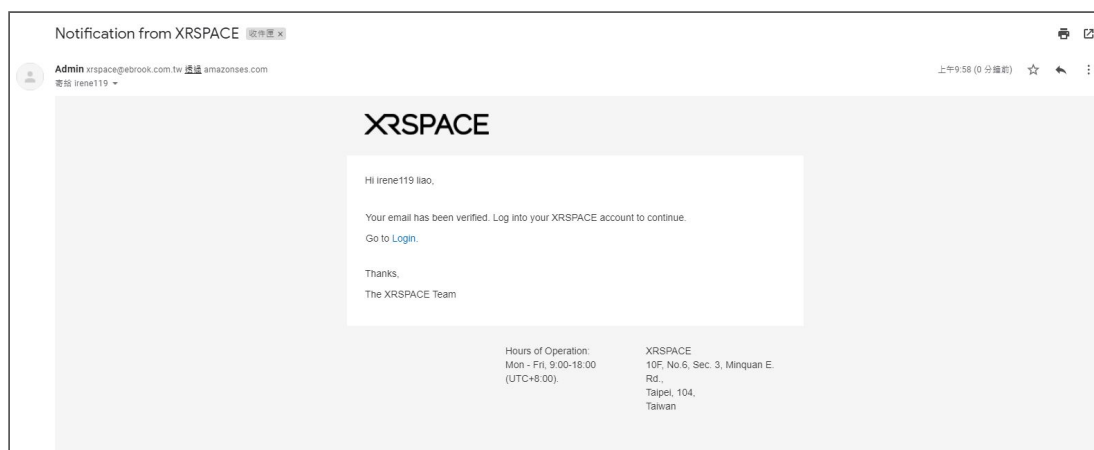 Notification from XRSPACE 收件匣 x
Admin xrspace@ebrook.com.tw 透過 amazonses.com
上午9:58 (0 分鐘前)
寄給 irene119
XRSPACE
Hi irene119 liao,
Your email has been verified. Log into your XRSPACE account to continue.
Go to Login.
Thanks,
The XRSPACE Team
Hours of Operation:
Mon - Fri, 9:00-18:00
(UTC+8:00).
XRSPACE
10F, No.6, Sec. 3, Minquan E.
Rd.,
Taipei, 104,
Taiwan